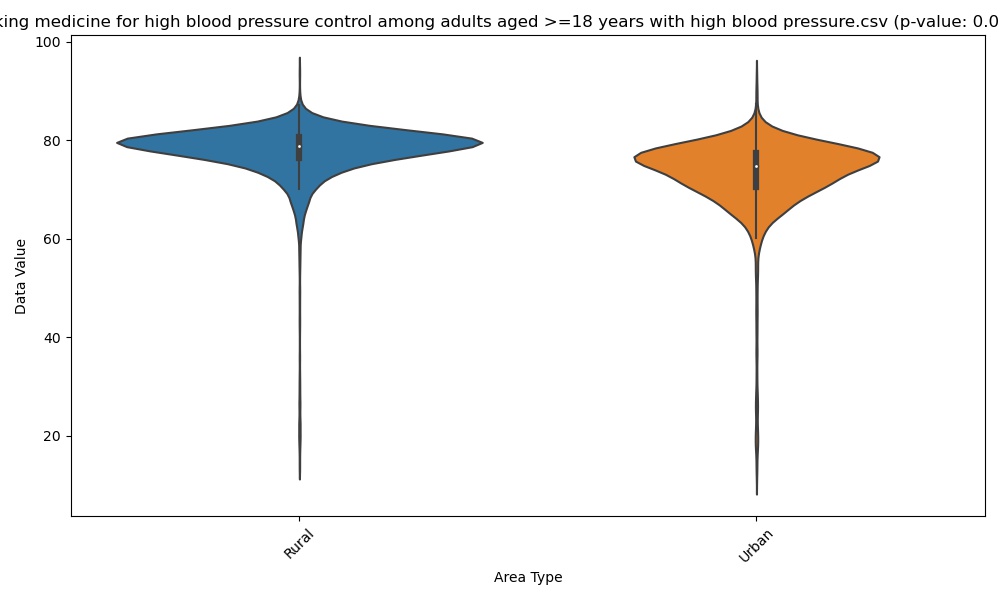 king medicine for high blood pressure control among adults aged >=18 years with high blood pressure.csv (p-value: 0.0
100
80
60
40
20
Data Value
Rural
Urban
Area Type